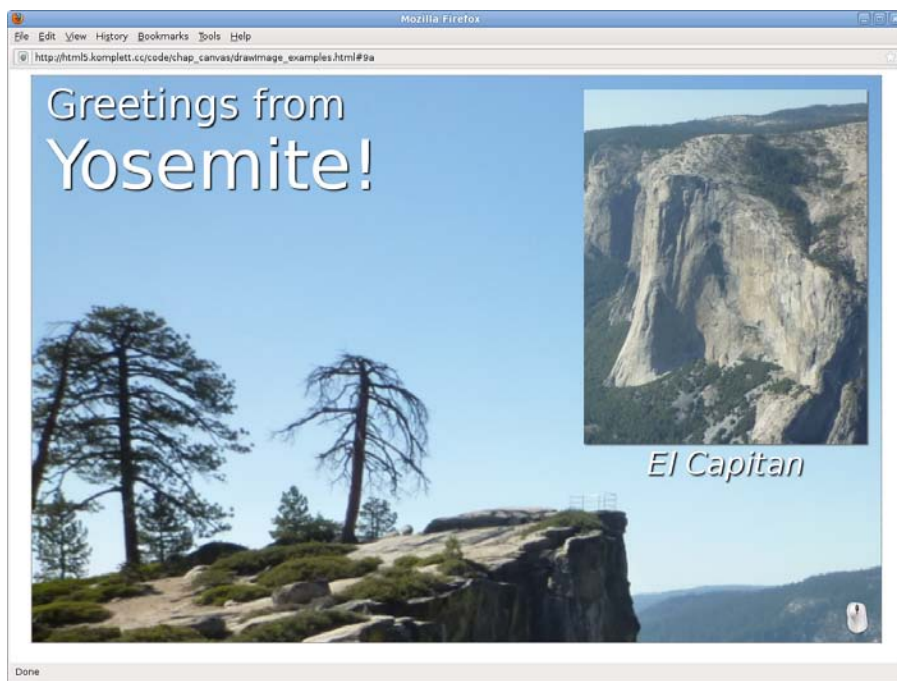 Mozilla Firefox
File Edit View History Bookmarks Tools Help
http://html5.komplett.cc/code/chap_canvas/drawImage_examples.html#9a
Greetings from
Yosemite!
El Capitan
Done